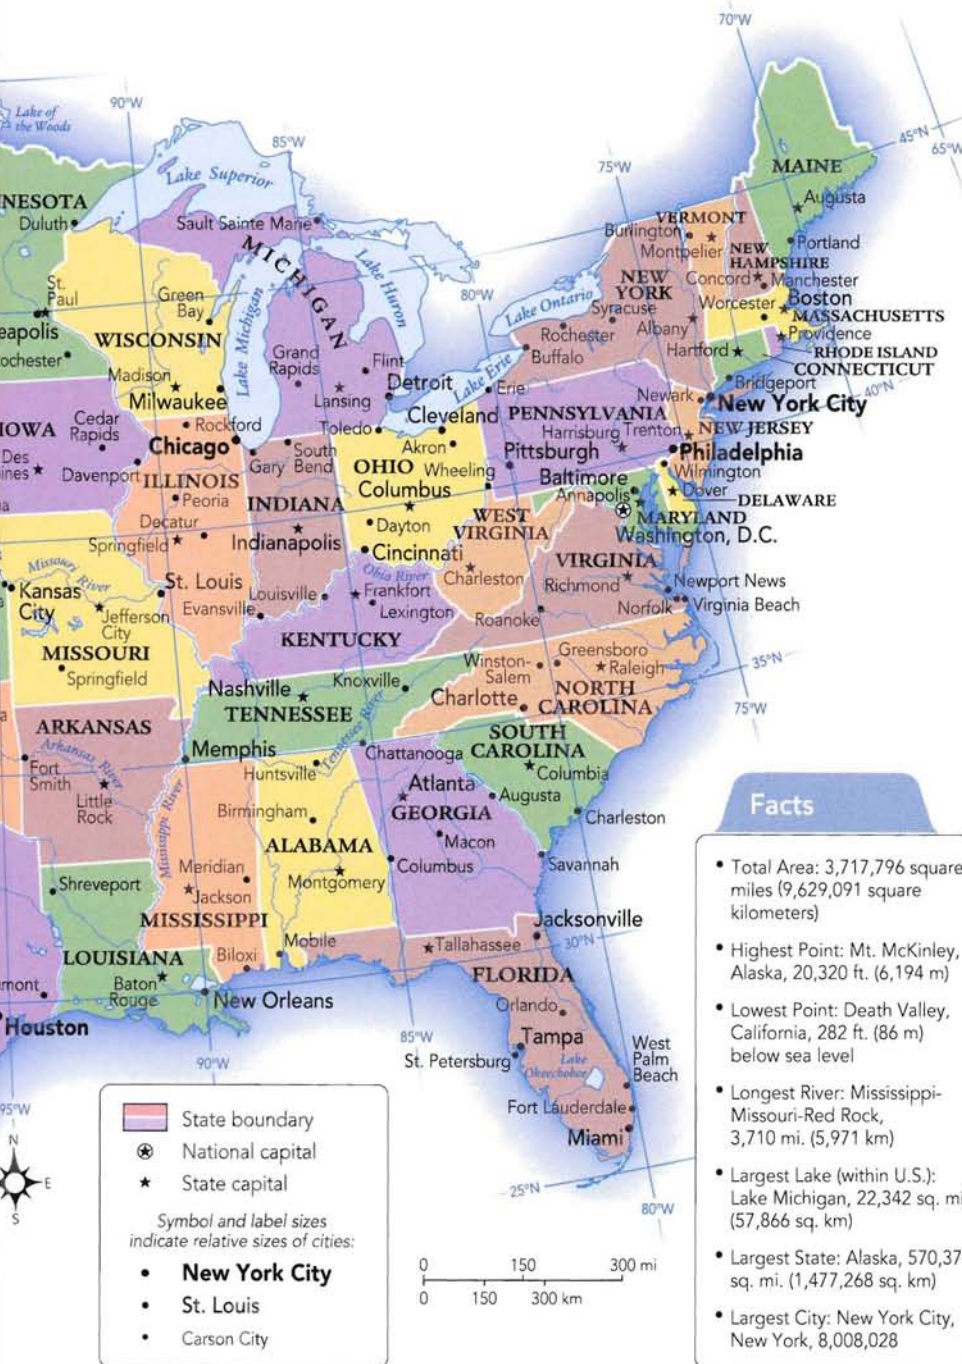 70°W
90°W
Lake of
the Woods
85°W
45°N
65°W
75°W
Lake Superior
MAINE
NESOTA
Augusta
Duluth
Sault Sainte Marie
VERMONT
Burlington
Montpelier
Portland
MICHIGAN
NEW
HAMPSHIRE
Concord
Manchester
Lake Huron
NEW
YORK
St.
Paul
Green
Bay
80°W
Lake Ontario
Syracuse
Worcester
Boston
MASSACHUSETTS
eapolis
Lake Michigan
Rochester
Albany
Providence
WISCONSIN
ochester
Grand
Rapids
Flint
Buffalo
Hartford
RHODE ISLAND
CONNECTICUT
Madison
Lansing
Detroit
Lake Erie
Erie
Bridgeport
40°N
Milwaukee
Newark
New York City
Cleveland
PENNSYLVANIA
IOWA
Cedar
Rapids
Rockford
Toledo
Harrisburg
Trenton
NEW JERSEY
Chicago
South
Bend
Akron
Pittsburgh
Philadelphia
Des
ines
Davenport
Gary
OHIO
Wheeling
Baltimore
Wilmington
ILLINOIS
Columbus
Annapolis
Dover
DELAWARE
Peoria
INDIANA
WEST
VIRGINIA
MARYLAND
a
Decatur
Dayton
Washington, D.C.
Springfield
Indianapolis
Cincinnati
VIRGINIA
Missouri
River
St. Louis
Ohio River
Charleston
Richmond
Newport News
Kansas
City
Louisville
Frankfort
Evansville
Lexington
Norfolk
Virginia Beach
Jefferson
City
Roanoke
KENTUCKY
MISSOURI
Greensboro
Winston-
Salem
Raleigh
35°N
Springfield
Nashville
Knoxville
Charlotte
NORTH
CAROLINA
75°W
TENNESSEE
Tennessee River
a
ARKANSAS
SOUTH
CAROLINA
Arkansas River
Memphis
Chattanooga
Fort
Smith
Huntsville
Columbia
Little
Rock
Atlanta
Augusta
Mississippi River
Birmingham
GEORGIA
Charleston
ALABAMA
Macon
Meridian
Columbus
Savannah
Shreveport
Jackson
Montgomery
MISSISSIPPI
Jacksonville
LOUISIANA
Biloxi
Mobile
Tallahassee
30°N
mont
Baton
Rouge
FLORIDA
Houston
New Orleans
Orlando
85°W
Tampa
90°W
St. Petersburg
Lake
Okeechobee
West
Palm
Beach
95°W
Fort Lauderdale
Miami
25°N
80°W
N
E
S
State boundary
National capital
State capital
Symbol and label sizes
indicate relative sizes of cities:
• New York City
• St. Louis
• Carson City
0 150 300 mi
0 150 300 km
Facts
• Total Area: 3,717,796 square
miles (9,629,091 square
kilometers)
• Highest Point: Mt. McKinley,
Alaska, 20,320 ft. (6,194 m)
• Lowest Point: Death Valley,
California, 282 ft. (86 m)
below sea level
• Longest River: Mississippi-
Missouri-Red Rock,
3,710 mi. (5,971 km)
• Largest Lake (within U.S.):
Lake Michigan, 22,342 sq. mi
(57,866 sq. km)
• Largest State: Alaska, 570,37
sq. mi. (1,477,268 sq. km)
• Largest City: New York City,
New York, 8,008,028